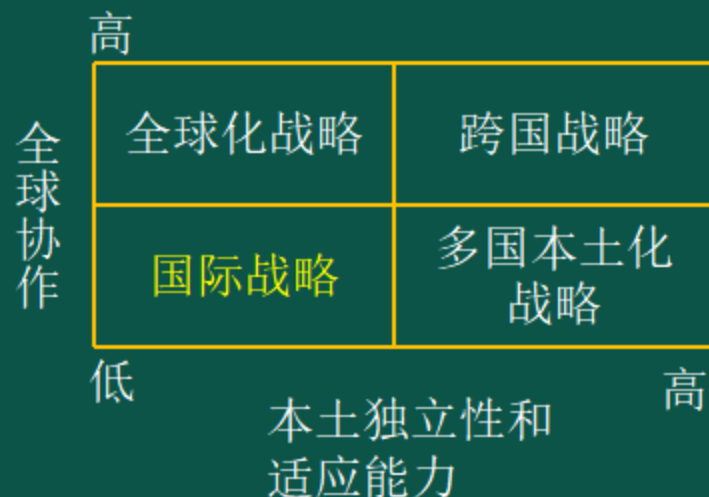 高
全球协作
全球化战略
跨国战略
国际战略
多国本土化
战略
低
高
本土独立性和
适应能力